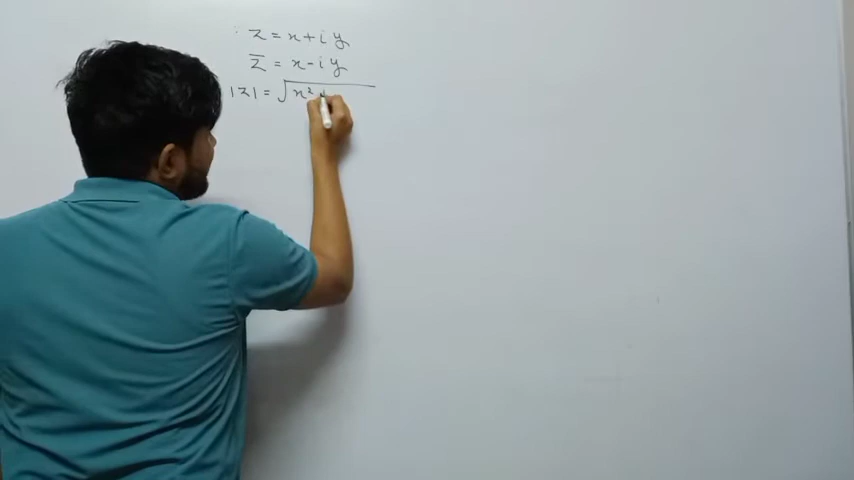 z = x + i y
z̅ = x - i y
|z| = √x²